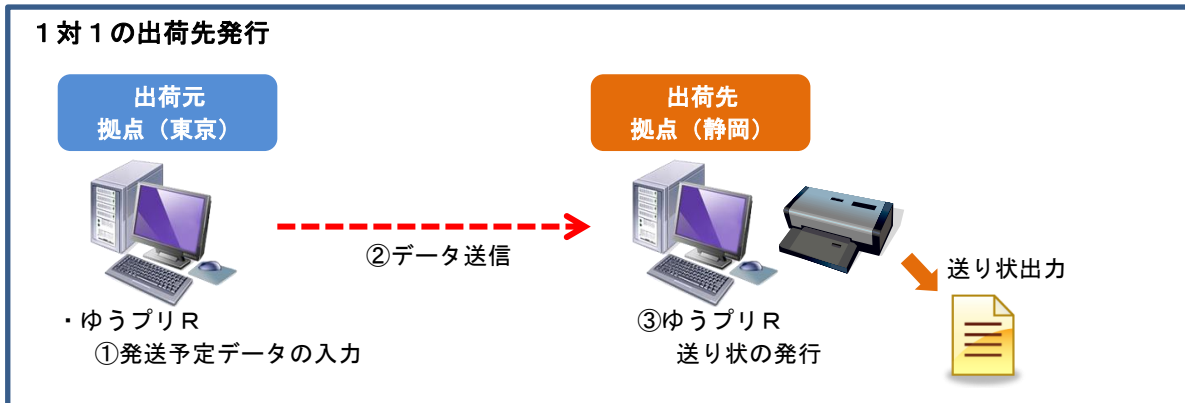 １対１の出荷先発行
出荷元
拠点（東京）
出荷先
拠点（静岡）
②データ送信
送り状出力
・ゆうプリＲ
①発送予定データの入力
③ゆうプリＲ
送り状の発行